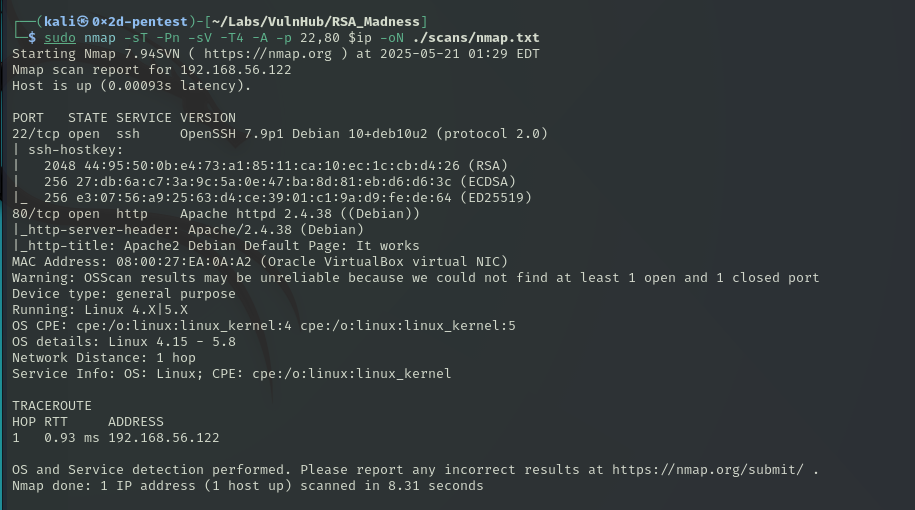 ┌──(kali㉿0×2d-pentest)-[~/Labs/VulnHub/RSA_Madness]
└─$ sudo nmap -sT -Pn -sV -T4 -A -p 22,80 $ip -oN ./scans/nmap.txt
Starting Nmap 7.94SVN ( https://nmap.org ) at 2025-05-21 01:29 EDT
Nmap scan report for 192.168.56.122
Host is up (0.00093s latency).

PORT   STATE SERVICE VERSION
22/tcp open  ssh     OpenSSH 7.9p1 Debian 10+deb10u2 (protocol 2.0)
| ssh-hostkey:
|   2048 44:95:50:0b:e4:73:a1:85:11:ca:10:ec:1c:cb:d4:26 (RSA)
|   256 27:db:6a:c7:3a:9c:5a:0e:47:ba:8d:81:eb:d6:d6:3c (ECDSA)
|_  256 e3:07:56:a9:25:63:d4:ce:39:01:c1:9a:d9:fe:de:64 (ED25519)
80/tcp open  http    Apache httpd 2.4.38 ((Debian))
|_http-server-header: Apache/2.4.38 (Debian)
|_http-title: Apache2 Debian Default Page: It works
MAC Address: 08:00:27:EA:0A:A2 (Oracle VirtualBox virtual NIC)
Warning: OSScan results may be unreliable because we could not find at least 1 open and 1 closed port
Device type: general purpose
Running: Linux 4.X|5.X
OS CPE: cpe:/o:linux:linux_kernel:4 cpe:/o:linux:linux_kernel:5
OS details: Linux 4.15 - 5.8
Network Distance: 1 hop
Service Info: OS: Linux; CPE: cpe:/o:linux:linux_kernel

TRACEROUTE
HOP RTT     ADDRESS
1   0.93 ms 192.168.56.122

OS and Service detection performed. Please report any incorrect results at https://nmap.org/submit/ .
Nmap done: 1 IP address (1 host up) scanned in 8.31 seconds